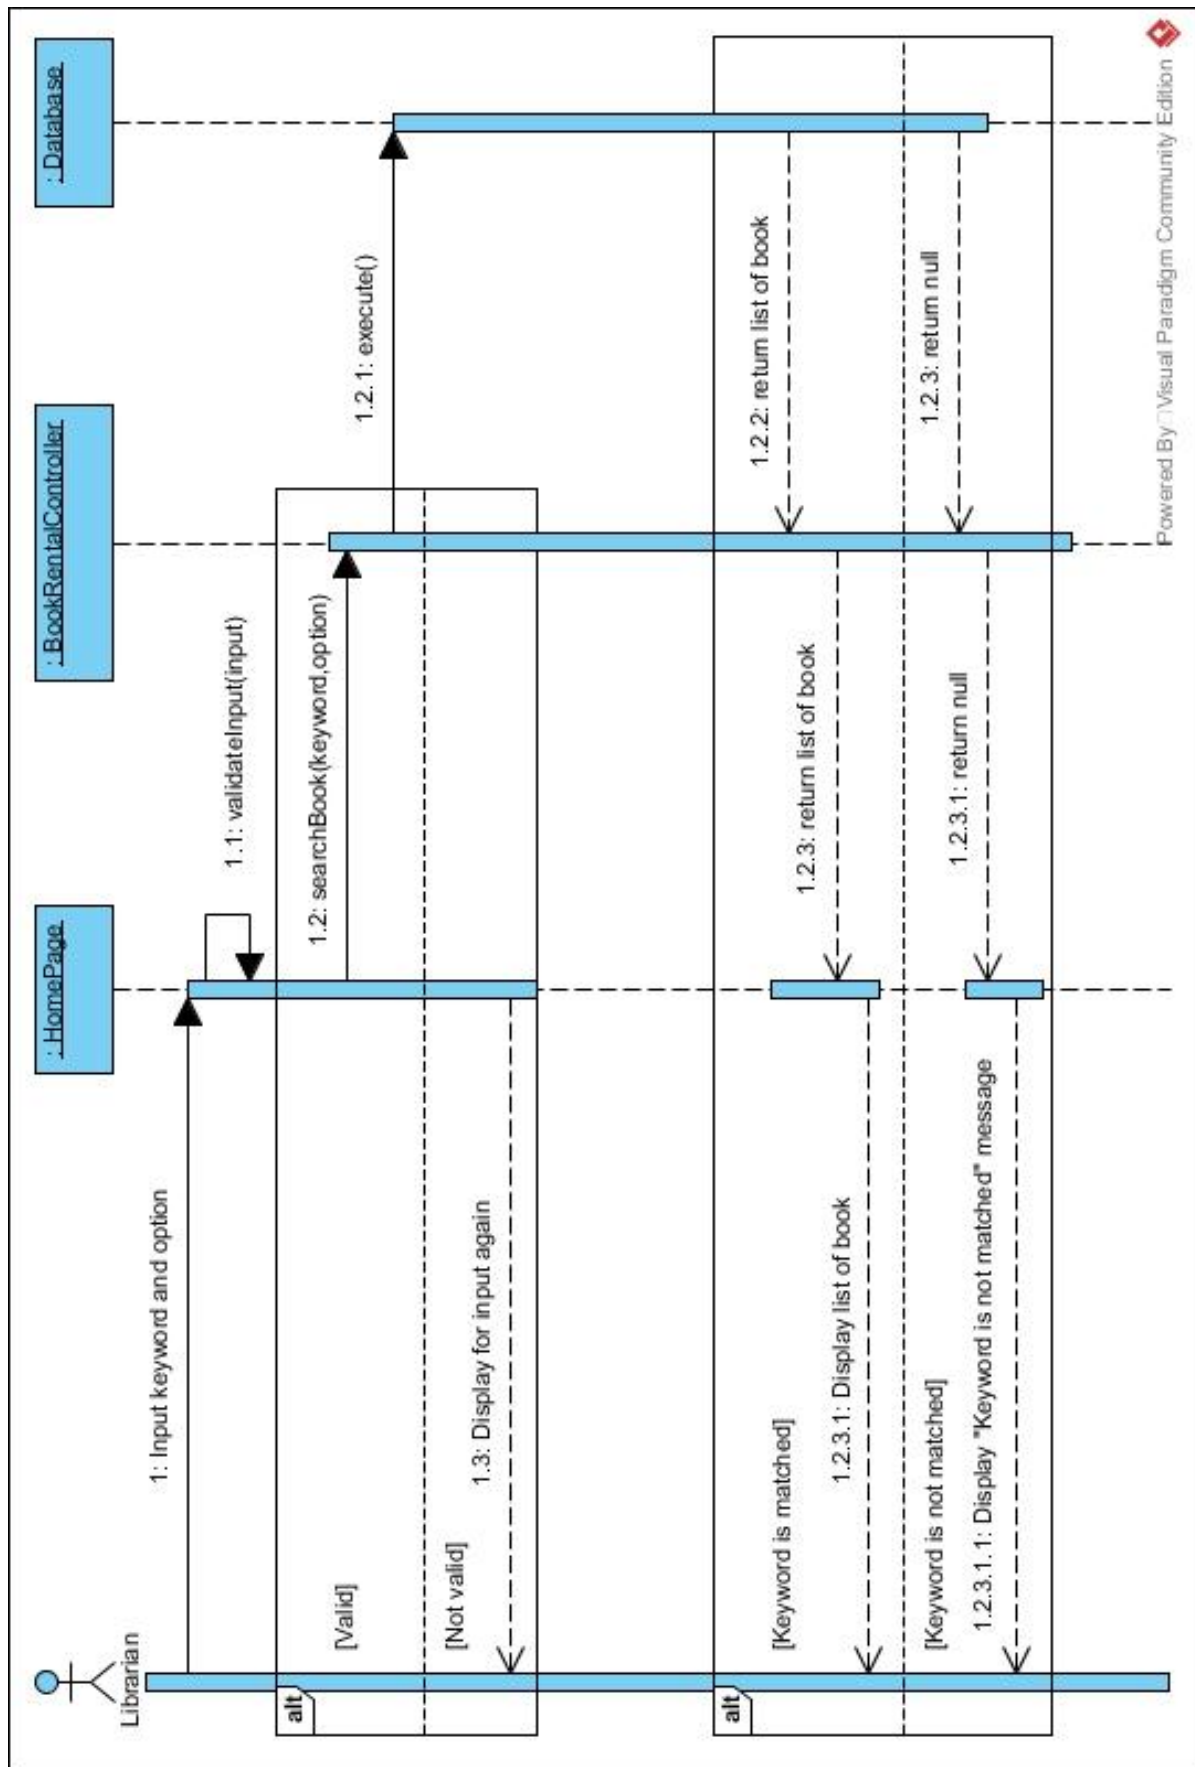 Librarian
: HomePage
: BookRentalController
: Database
1: Input keyword and option
1.1: validateInput(input)
alt
[Valid]
1.2: searchBook(keyword,option)
1.2.1: execute()
[Not valid]
1.3: Display for input again
alt
[Keyword is matched]
1.2.2: return list of book
1.2.3: return list of book
1.2.3.1: Display list of book
[Keyword is not matched]
1.2.3: return null
1.2.3.1: return null
1.2.3.1.1: Display "Keyword is not matched" message
Powered By Visual Paradigm Community Edition